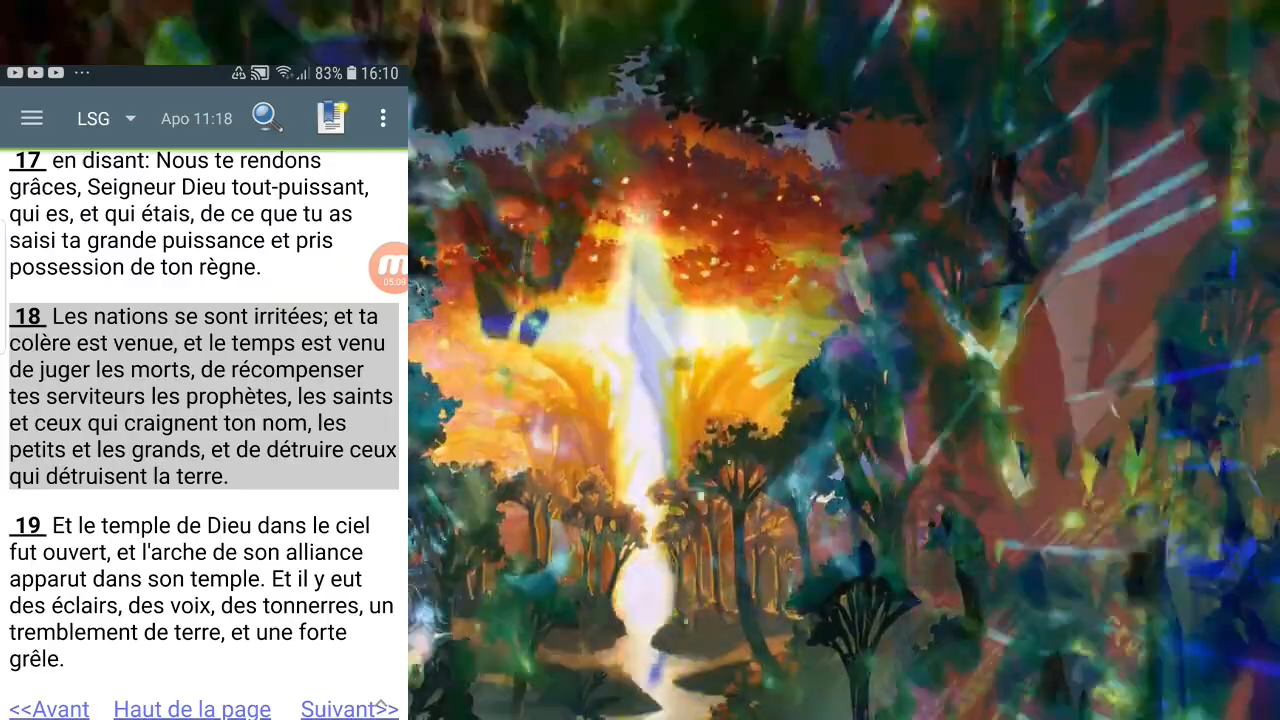 83% 16:10
LSG Apo 11:18
17 en disant: Nous te rendons
grâces, Seigneur Dieu tout-puissant,
qui es, et qui étais, de ce que tu as
saisi ta grande puissance et pris
possession de ton règne.
05:09
18 Les nations se sont irritées; et ta
colère est venue, et le temps est venu
de juger les morts, de récompenser
tes serviteurs les prophètes, les saints
et ceux qui craignent ton nom, les
petits et les grands, et de détruire ceux
qui détruisent la terre.
19 Et le temple de Dieu dans le ciel
fut ouvert, et l'arche de son alliance
apparut dans son temple. Et il y eut
des éclairs, des voix, des tonnerres, un
tremblement de terre, et une forte
grêle.
<<Avant Haut de la page Suivant>>